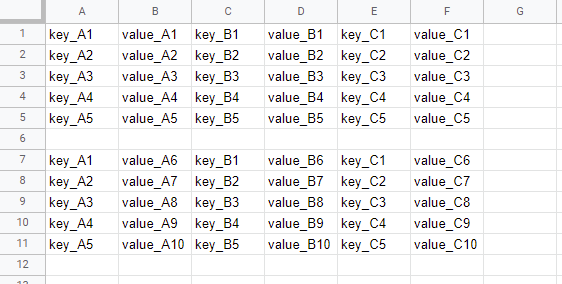 A B C D E F G
1 key_A1 value_A1 key_B1 value_B1 key_C1 value_C1
2 key_A2 value_A2 key_B2 value_B2 key_C2 value_C2
3 key_A3 value_A3 key_B3 value_B3 key_C3 value_C3
4 key_A4 value_A4 key_B4 value_B4 key_C4 value_C4
5 key_A5 value_A5 key_B5 value_B5 key_C5 value_C5
6
7 key_A1 value_A6 key_B1 value_B6 key_C1 value_C6
8 key_A2 value_A7 key_B2 value_B7 key_C2 value_C7
9 key_A3 value_A8 key_B3 value_B8 key_C3 value_C8
10 key_A4 value_A9 key_B4 value_B9 key_C4 value_C9
11 key_A5 value_A10 key_B5 value_B10 key_C5 value_C10
12